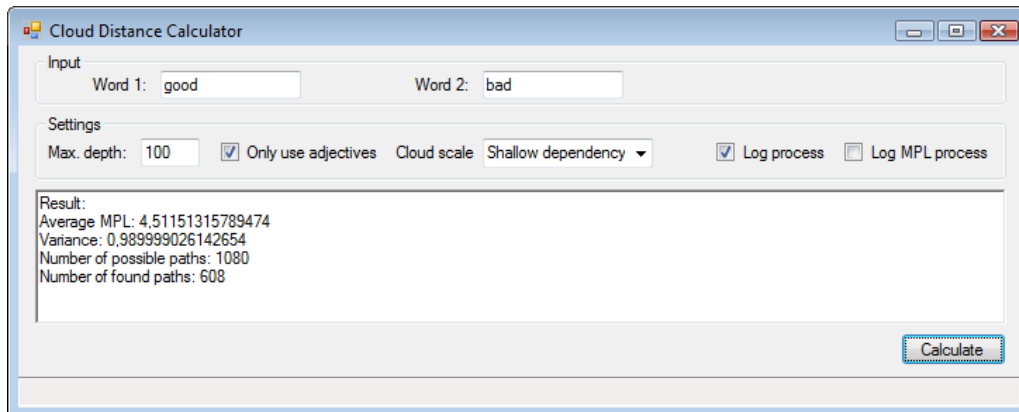 Cloud Distance Calculator
Input
Word 1: good Word 2: bad
Settings
Max. depth: 100 Only use adjectives Cloud scale Shallow dependency Log process Log MPL process
Result:
Average MPL: 4,51151315789474
Variance: 0,989999026142654
Number of possible paths: 1080
Number of found paths: 608
Calculate